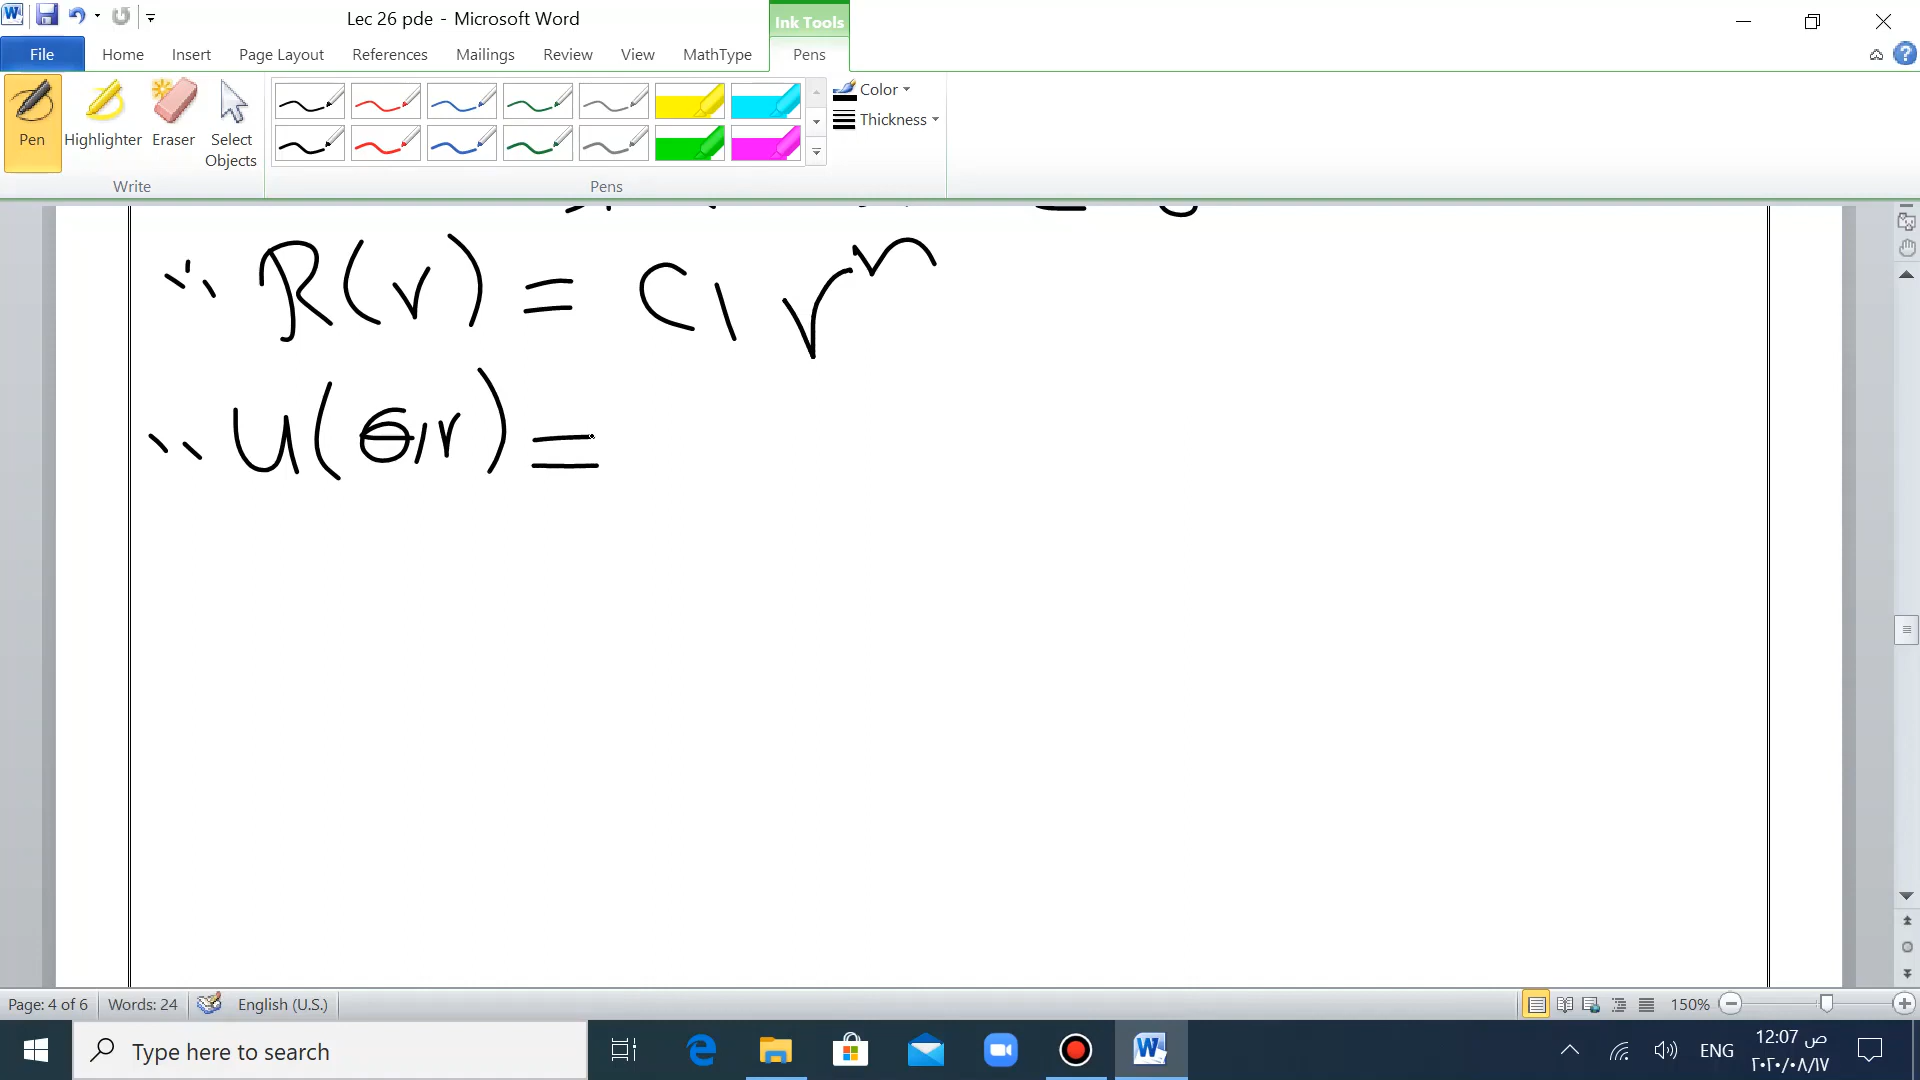 Lec 26 pde - Microsoft Word
Ink Tools
File Home Insert Page Layout References Mailings Review View MathType Pens
Pen Highlighter Eraser Select Objects
Color
Thickness
Write Pens
∴ R(r) = C1 r^n
∴ U(θ,r) =
Page: 4 of 6 Words: 24 English (U.S.) 150%
Type here to search
ENG
12:07 ص
٢٠٢٠/٠٨/١٧